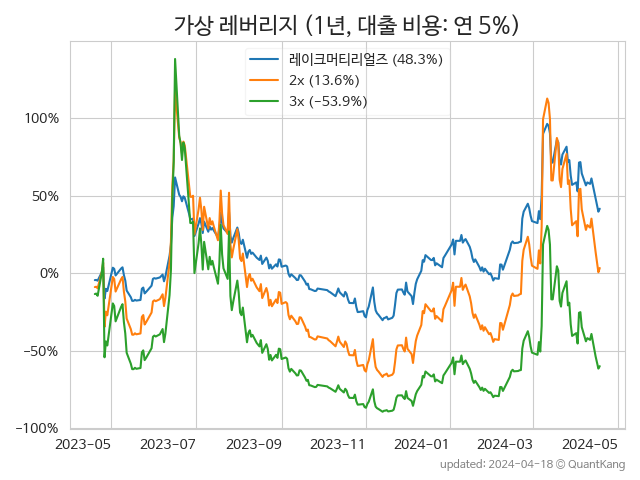 가상 레버리지 (1년, 대출 비용: 연 5%)
레이크머티리얼즈 (48.3%)
2x (13.6%)
3x (−53.9%)
100%
50%
0%
−50%
−100%
2023-05 2023-07 2023-09 2023-11 2024-01 2024-03 2024-05
updated: 2024-04-18 @ QuantKang